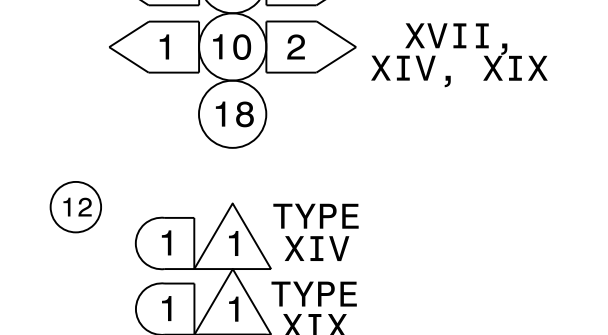 1 10 2 XVII,
XIV, XIX
18
12
1 1 TYPE
XIV
1 1 TYPE
XIX